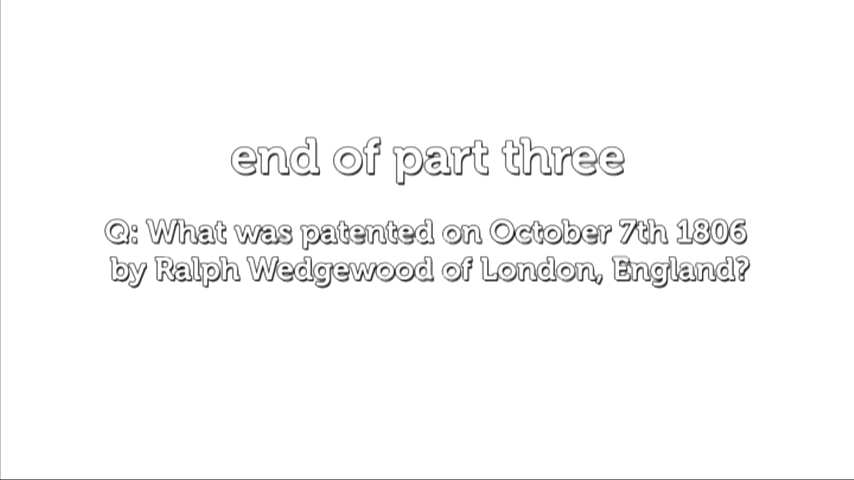 end of part three
Q: What was patented on October 7th 1806
by Ralph Wedgewood of London, England?